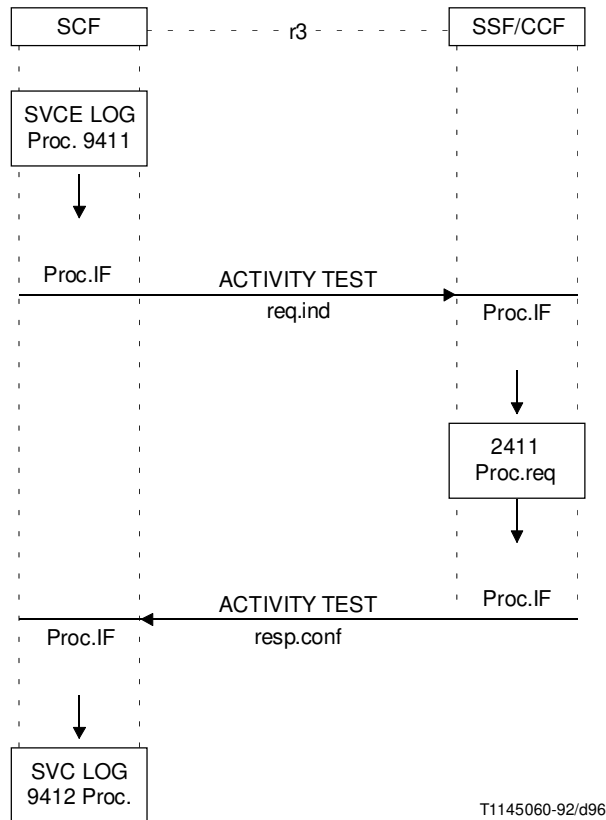 SCF
r3
SSF/CCF
SVCE LOG
Proc. 9411
Proc.IF
ACTIVITY TEST
req.ind
Proc.IF
2411
Proc.req
Proc.IF
ACTIVITY TEST
Proc.IF
resp.conf
SVC LOG
9412 Proc.
T1145060-92/d96